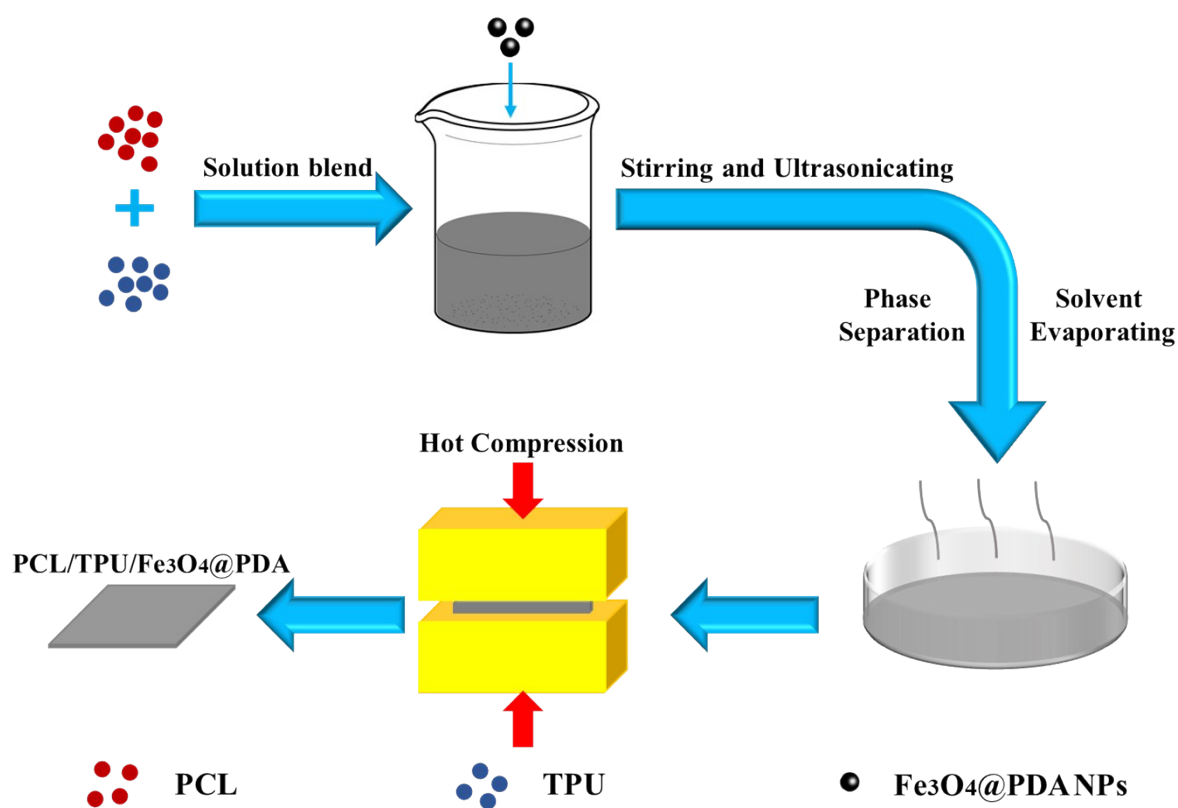 Solution blend
Stirring and Ultrasonicating
Phase
Separation
Solvent
Evaporating
Hot Compression
PCL/TPU/Fe3O4@PDA
PCL
TPU
Fe3O4@PDA NPs